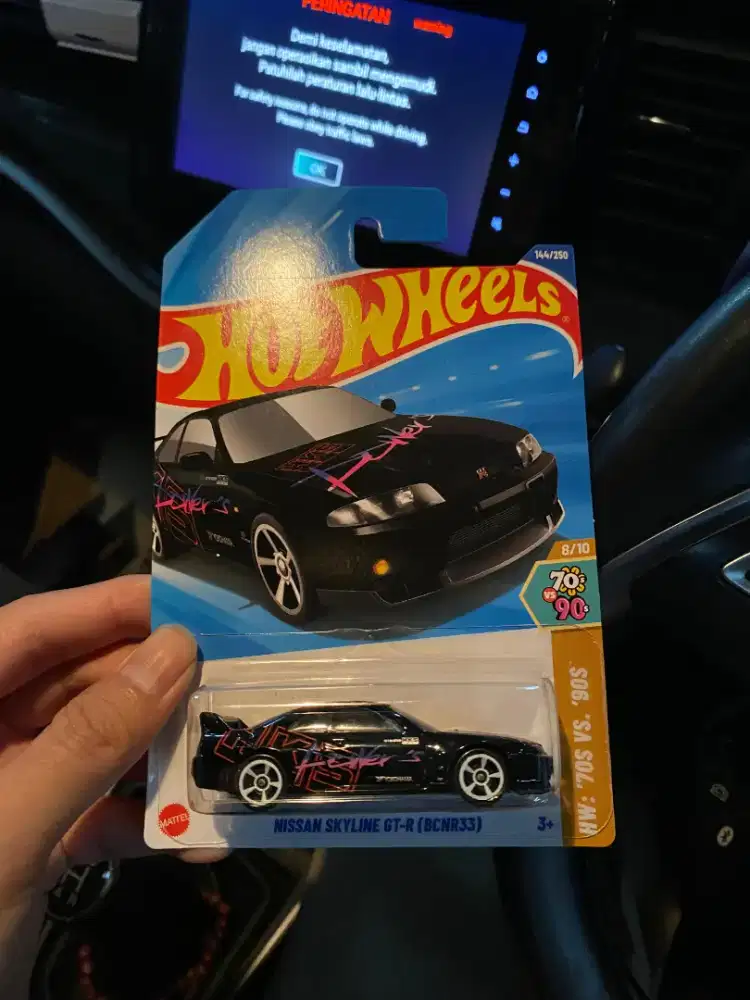 PERINGATAN warning
Demi keselamatan,
jangan operasikan sambil mengemudi.
Patuhilah peraturan lalu lintas.
For safety reasons, do not operate while driving.
Please obey traffic laws.
OK
144/250
HOT WHEELS
8/10
70s
vs
90s
HW: '70S VS. '90S
HKS
MATTEL
NISSAN SKYLINE GT-R (BCNR33)
3+